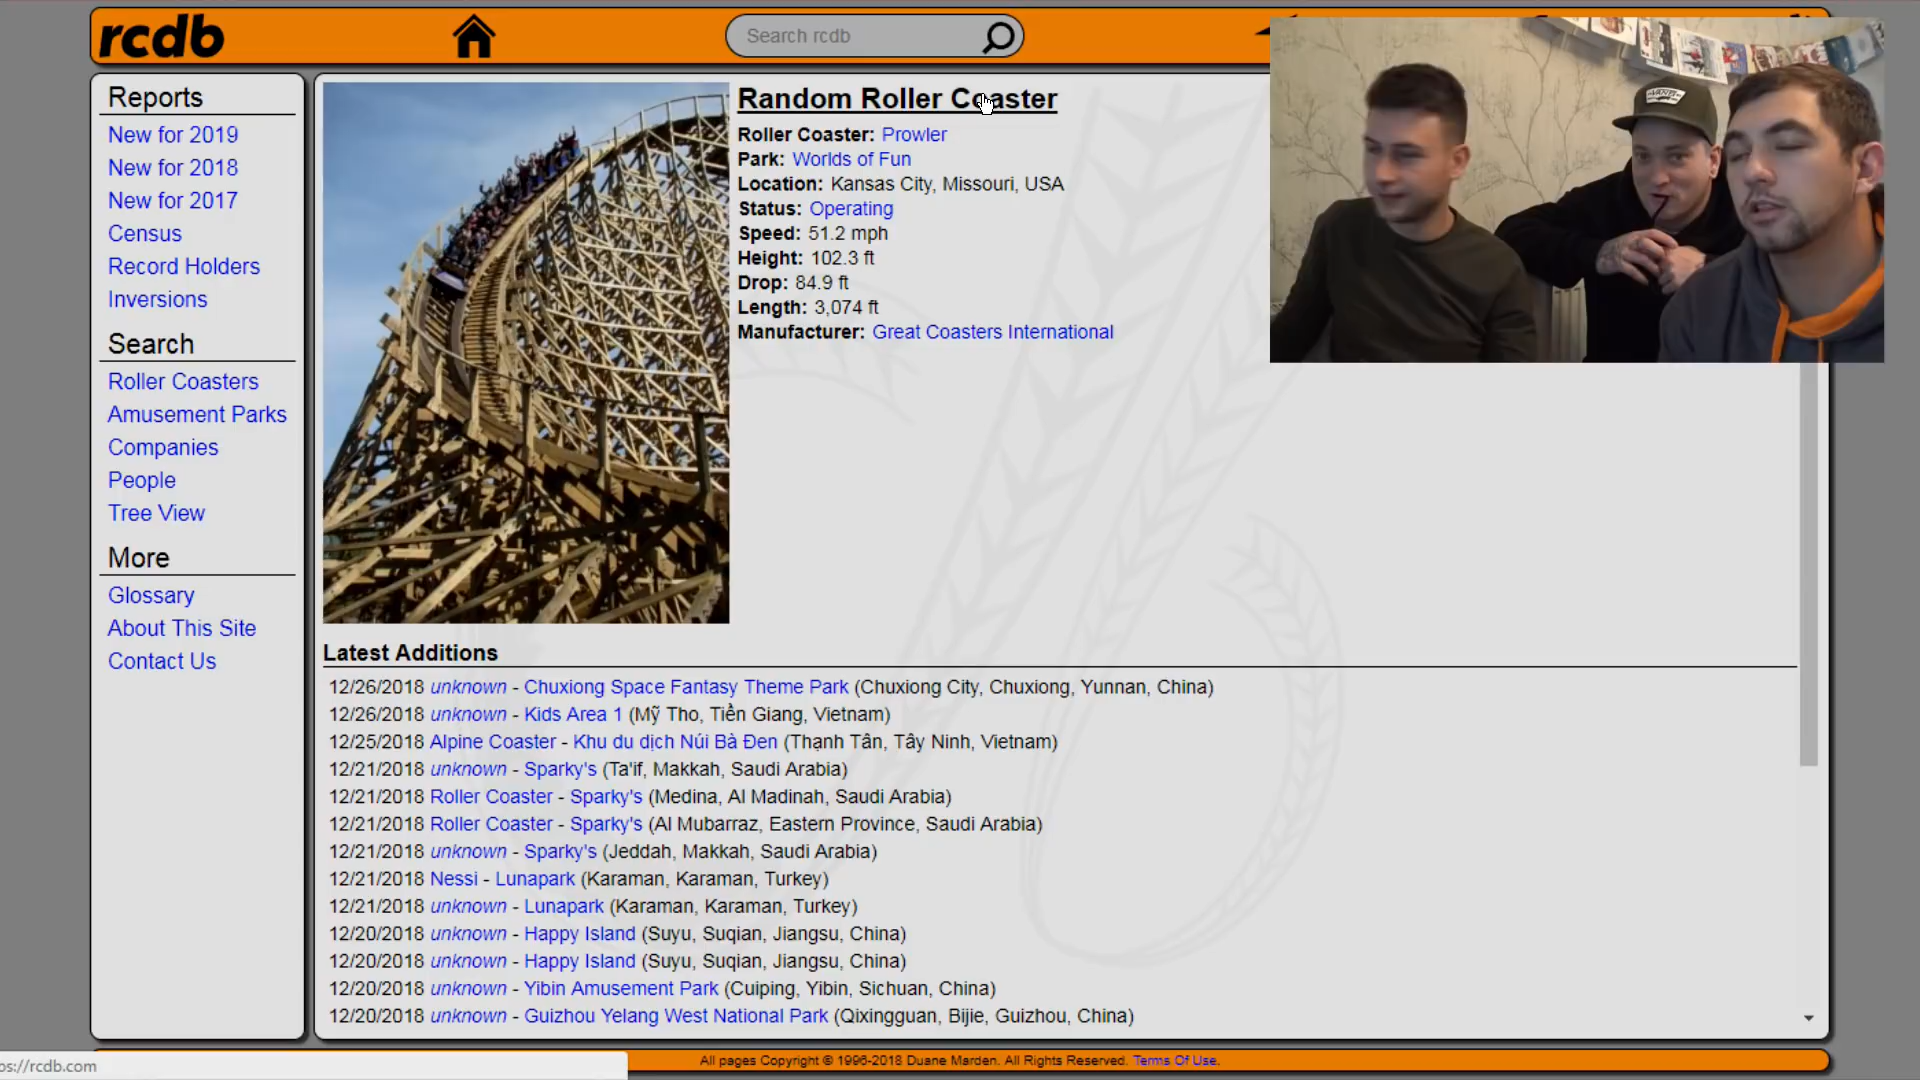 rcdb
Search rcdb
Reports
New for 2019
New for 2018
New for 2017
Census
Record Holders
Inversions
Search
Roller Coasters
Amusement Parks
Companies
People
Tree View
More
Glossary
About This Site
Contact Us
Random Roller Coaster
Roller Coaster: Prowler
Park: Worlds of Fun
Location: Kansas City, Missouri, USA
Status: Operating
Speed: 51.2 mph
Height: 102.3 ft
Drop: 84.9 ft
Length: 3,074 ft
Manufacturer: Great Coasters International
Latest Additions
12/26/2018 unknown - Chuxiong Space Fantasy Theme Park (Chuxiong City, Chuxiong, Yunnan, China)
12/26/2018 unknown - Kids Area 1 (Mỹ Tho, Tiền Giang, Vietnam)
12/25/2018 Alpine Coaster - Khu du dịch Núi Bà Đen (Thạnh Tân, Tây Ninh, Vietnam)
12/21/2018 unknown - Sparky's (Ta'if, Makkah, Saudi Arabia)
12/21/2018 Roller Coaster - Sparky's (Medina, Al Madinah, Saudi Arabia)
12/21/2018 Roller Coaster - Sparky's (Al Mubarraz, Eastern Province, Saudi Arabia)
12/21/2018 unknown - Sparky's (Jeddah, Makkah, Saudi Arabia)
12/21/2018 Nessi - Lunapark (Karaman, Karaman, Turkey)
12/21/2018 unknown - Lunapark (Karaman, Karaman, Turkey)
12/20/2018 unknown - Happy Island (Suyu, Suqian, Jiangsu, China)
12/20/2018 unknown - Happy Island (Suyu, Suqian, Jiangsu, China)
12/20/2018 unknown - Yibin Amusement Park (Cuiping, Yibin, Sichuan, China)
12/20/2018 unknown - Guizhou Yelang West National Park (Qixingguan, Bijie, Guizhou, China)
All pages Copyright © 1996-2018 Duane Marden. All Rights Reserved. Terms Of Use.
ps://rcdb.com